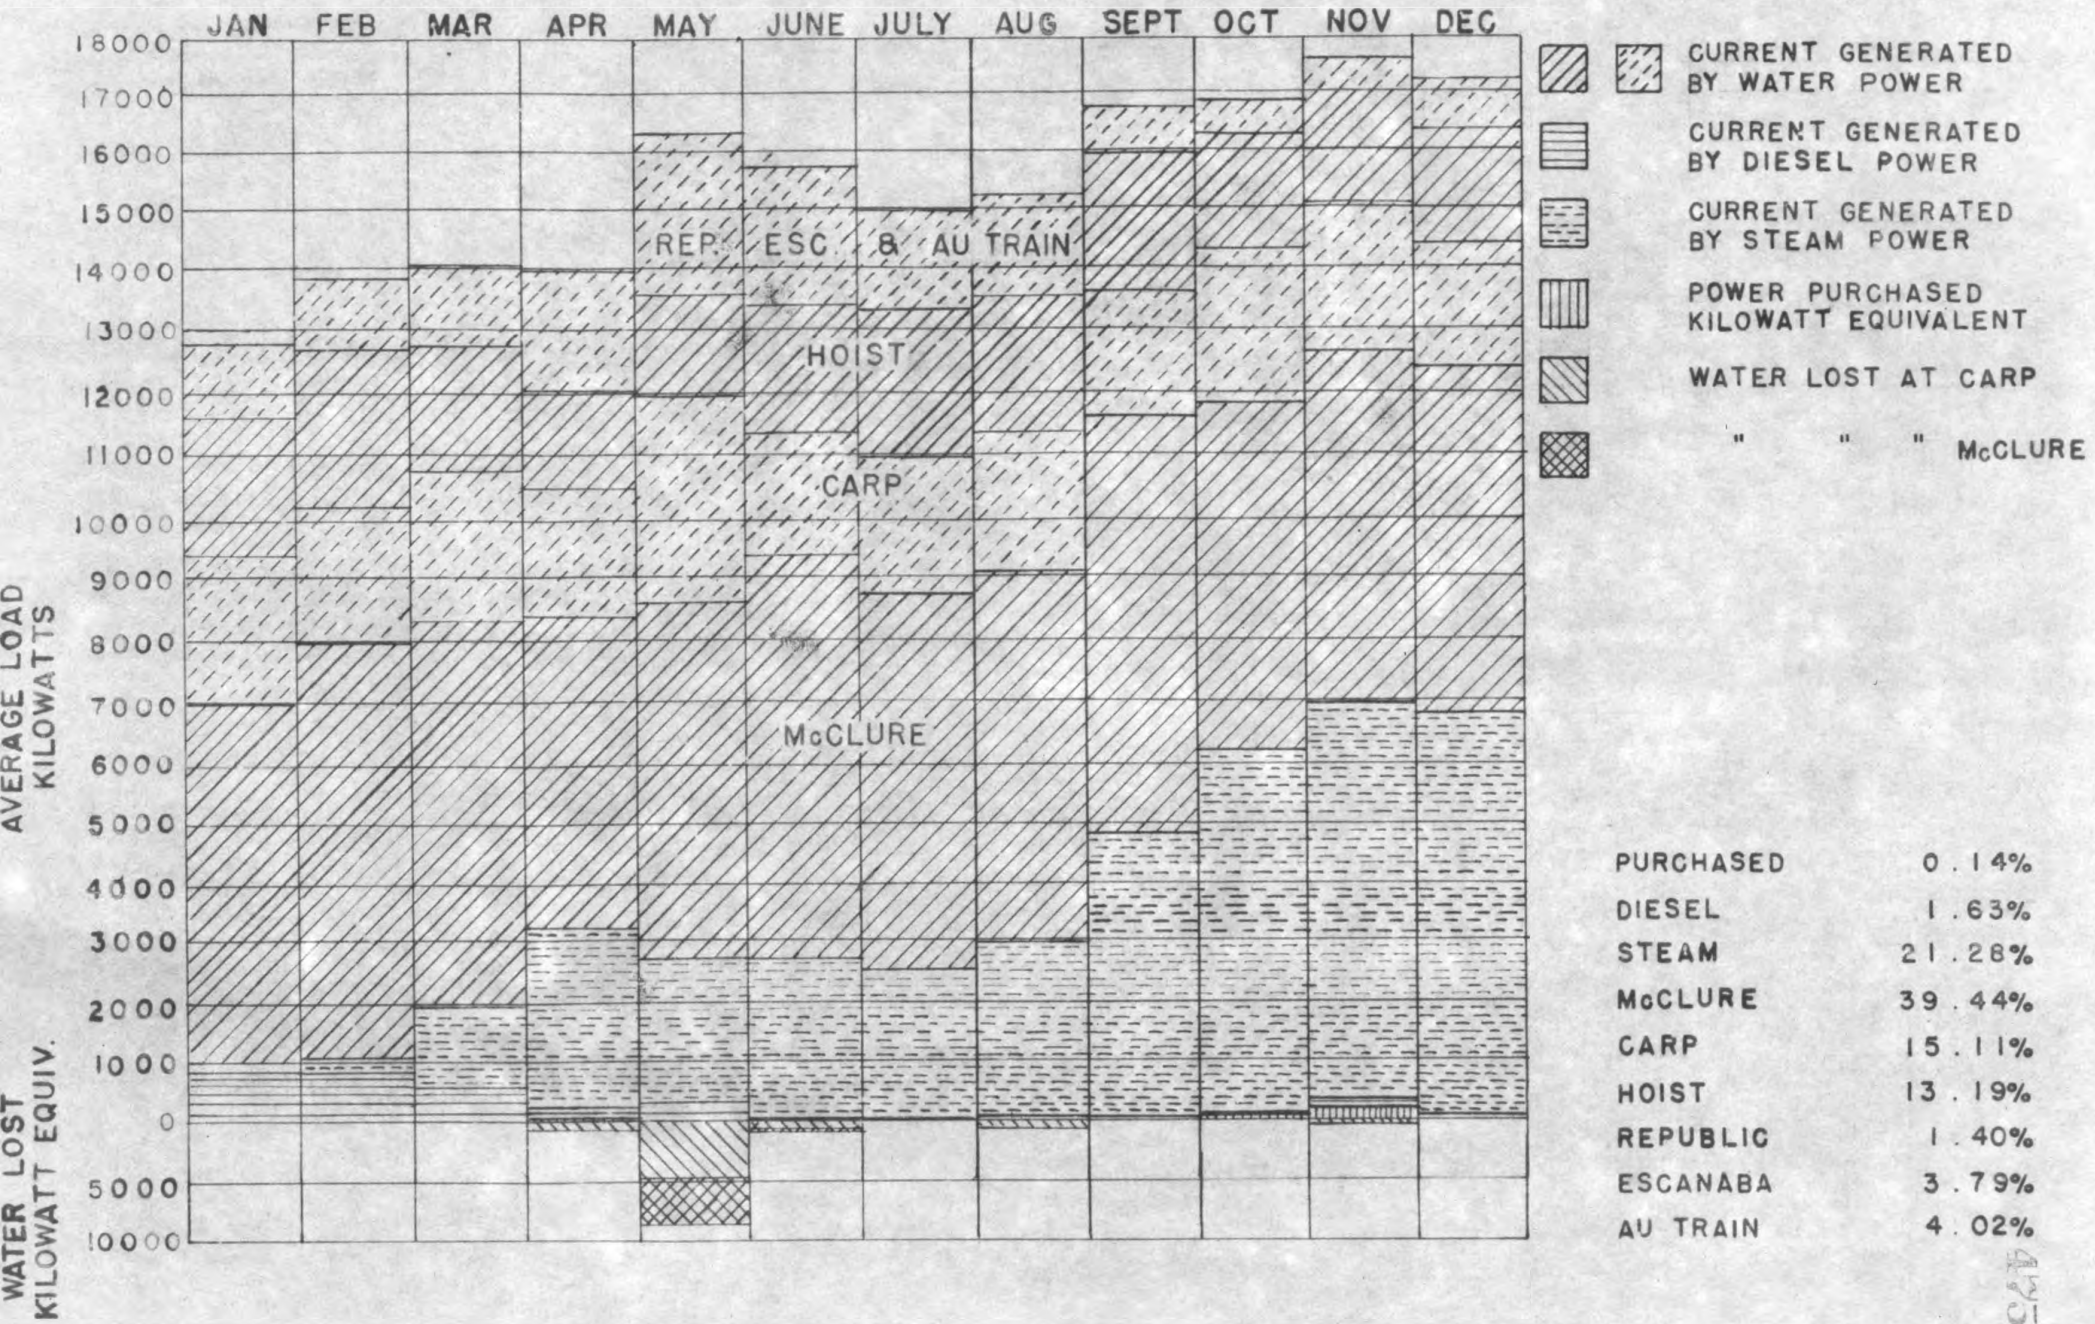 JAN FEB MAR APR MAY JUNE JULY AUG SEPT OCT NOV DEC
18000
17000
16000
15000
14000
13000
12000
11000
10000
9000
8000
7000
6000
5000
4000
3000
2000
1000
0
5000
10000
AVERAGE LOAD
KILOWATTS
WATER LOST
KILOWATT EQUIV.
REP. ESC. & AU TRAIN
HOIST
CARP
McCLURE
CURRENT GENERATED
BY WATER POWER
CURRENT GENERATED
BY DIESEL POWER
CURRENT GENERATED
BY STEAM POWER
POWER PURCHASED
KILOWATT EQUIVALENT
WATER LOST AT CARP
" " " McCLURE
PURCHASED 0.14%
DIESEL 1.63%
STEAM 21.28%
McCLURE 39.44%
CARP 15.11%
HOIST 13.19%
REPUBLIC 1.40%
ESCANABA 3.79%
AU TRAIN 4.02%
475